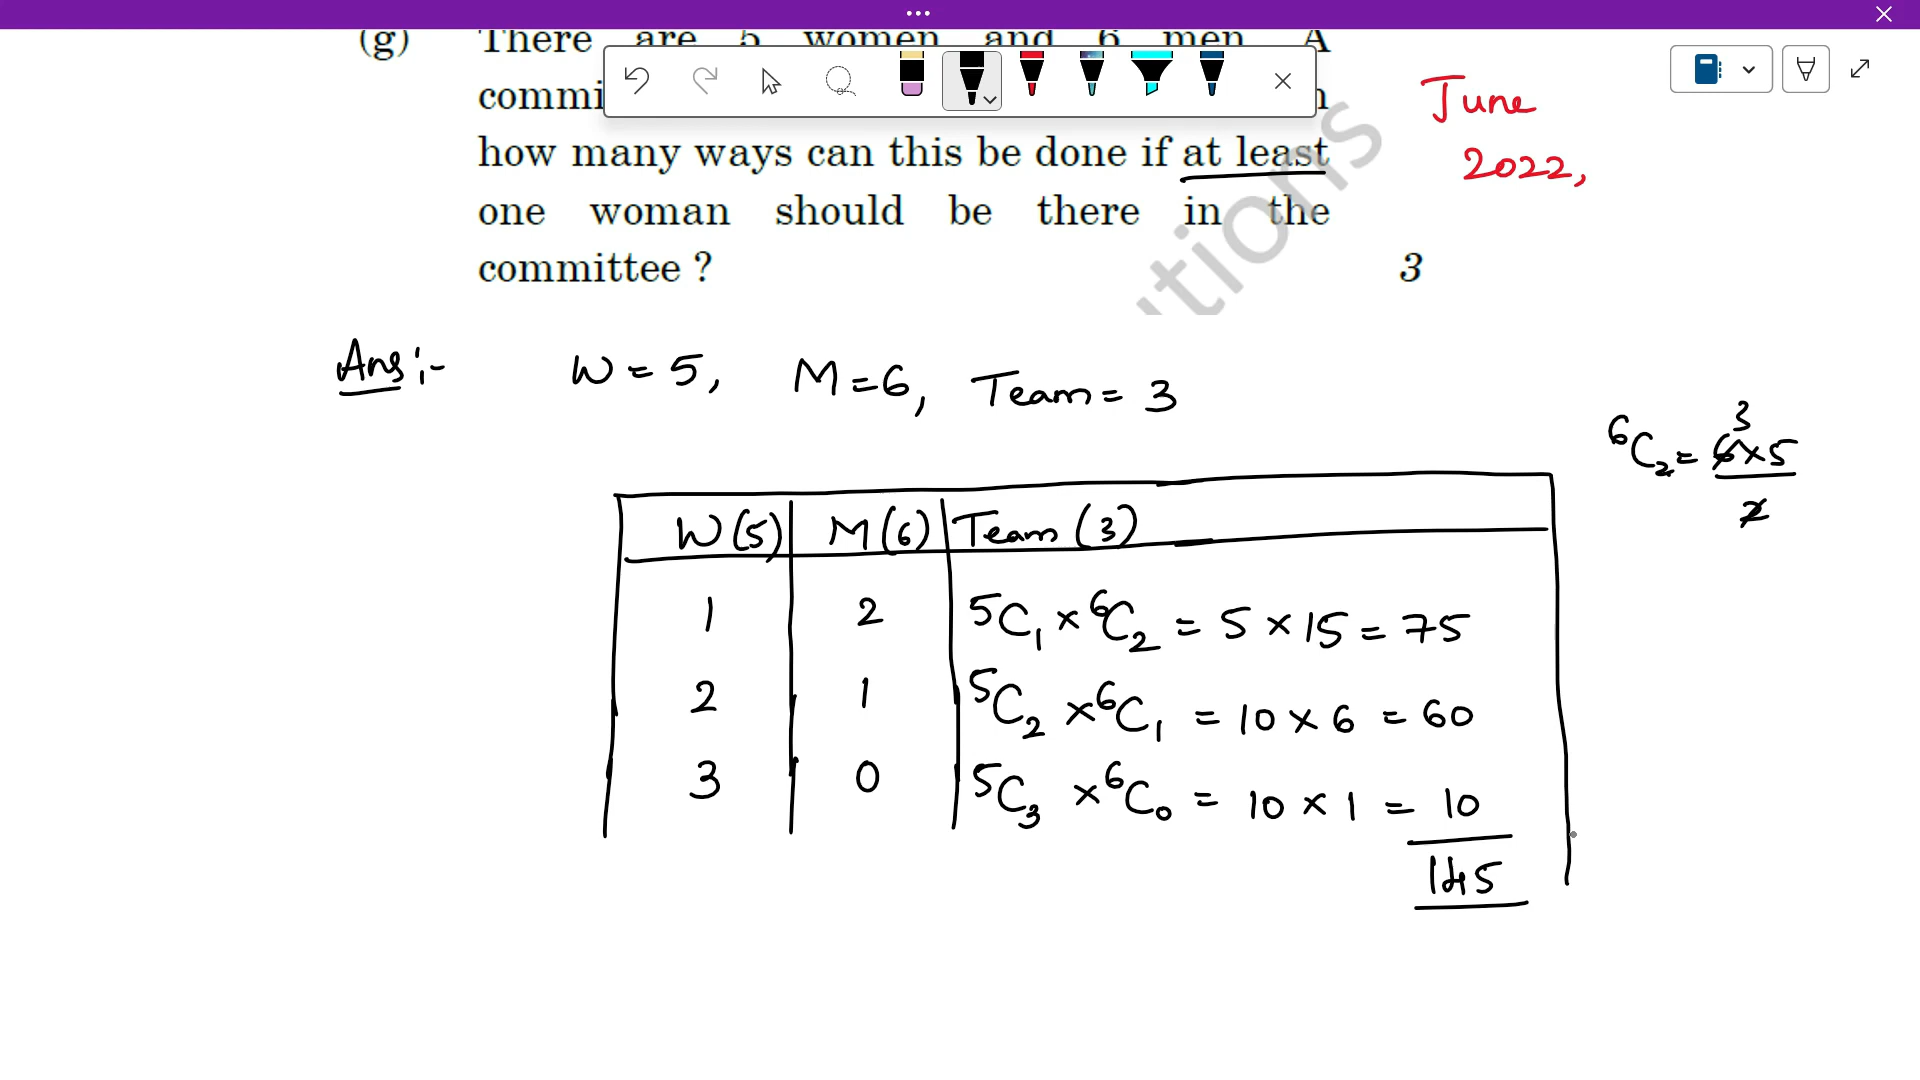 (g) There are 5 women and 6 men A
commi
how many ways can this be done if at least
one woman should be there in the
committee ? 3
June
2022,
tions
Ans :- W = 5, M = 6, Team = 3
⁶C₂ = 6×5
3
2
W(5) M(6) Team (3)
1 2 ⁵C₁ × ⁶C₂ = 5 × 15 = 75
2 1 ⁵C₂ × ⁶C₁ = 10 × 6 = 60
3 0 ⁵C₃ × ⁶C₀ = 10 × 1 = 10
145